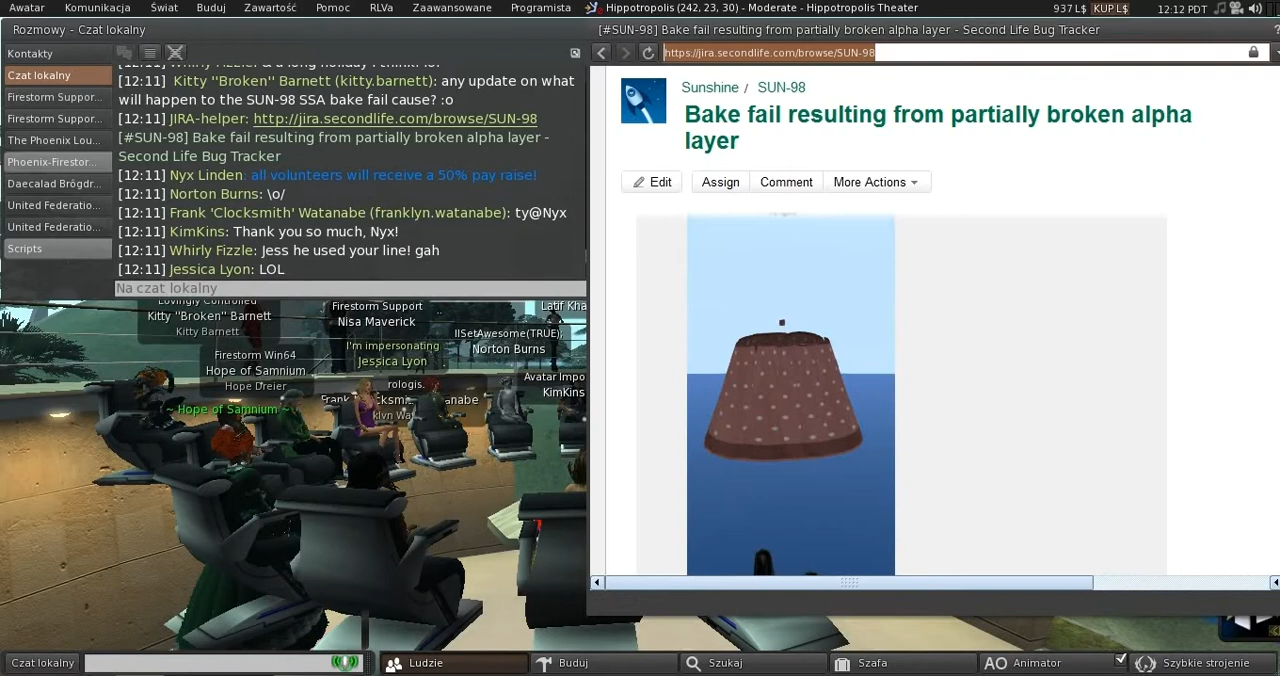 Awatar Komunikacja Świat Buduj Zawartość Pomoc RLVa Zaawansowane Programista Hippotropolis (242, 23, 30) - Moderate - Hippotropolis Theater 937 L$ KUP L$ 12:12 PDT
Rozmowy - Czat lokalny
Kontakty
Czat lokalny
Firestorm Suppor...
Firestorm Suppor...
The Phoenix Lou...
Phoenix-Firestor...
Daecalad Brôgdr...
United Federatio...
United Federatio...
Scripts
[12:11] Kitty "Broken" Barnett (kitty.barnett): any update on what
will happen to the SUN-98 SSA bake fail cause? :o
[12:11] JIRA-helper: http://jira.secondlife.com/browse/SUN-98
[#SUN-98] Bake fail resulting from partially broken alpha layer -
Second Life Bug Tracker
[12:11] Nyx Linden: all volunteers will receive a 50% pay raise!
[12:11] Norton Burns: \o/
[12:11] Frank 'Clocksmith' Watanabe (franklyn.watanabe): ty@Nyx
[12:11] KimKins: Thank you so much, Nyx!
[12:11] Whirly Fizzle: Jess he used your line! gah
[12:11] Jessica Lyon: LOL
Na czat lokalny
[#SUN-98] Bake fail resulting from partially broken alpha layer - Second Life Bug Tracker
https://jira.secondlife.com/browse/SUN-98
Sunshine / SUN-98
Bake fail resulting from partially broken alpha
layer
Edit Assign Comment More Actions
Lovingly Controlled
Kitty "Broken" Barnett
Kitty Barnett
Firestorm Support
Nisa Maverick
Latif Kha
llSetAwesome(TRUE);
Norton Burns
I'm impersonating
Jessica Lyon
Firestorm Win64
Hope of Samnium
Hope Dreier
~ Hope of Samnium ~
rologis.
Avatar Impo
KimKins
Czat lokalny Ludzie Buduj Szukaj Szafa AO Animator Szybkie strojenie